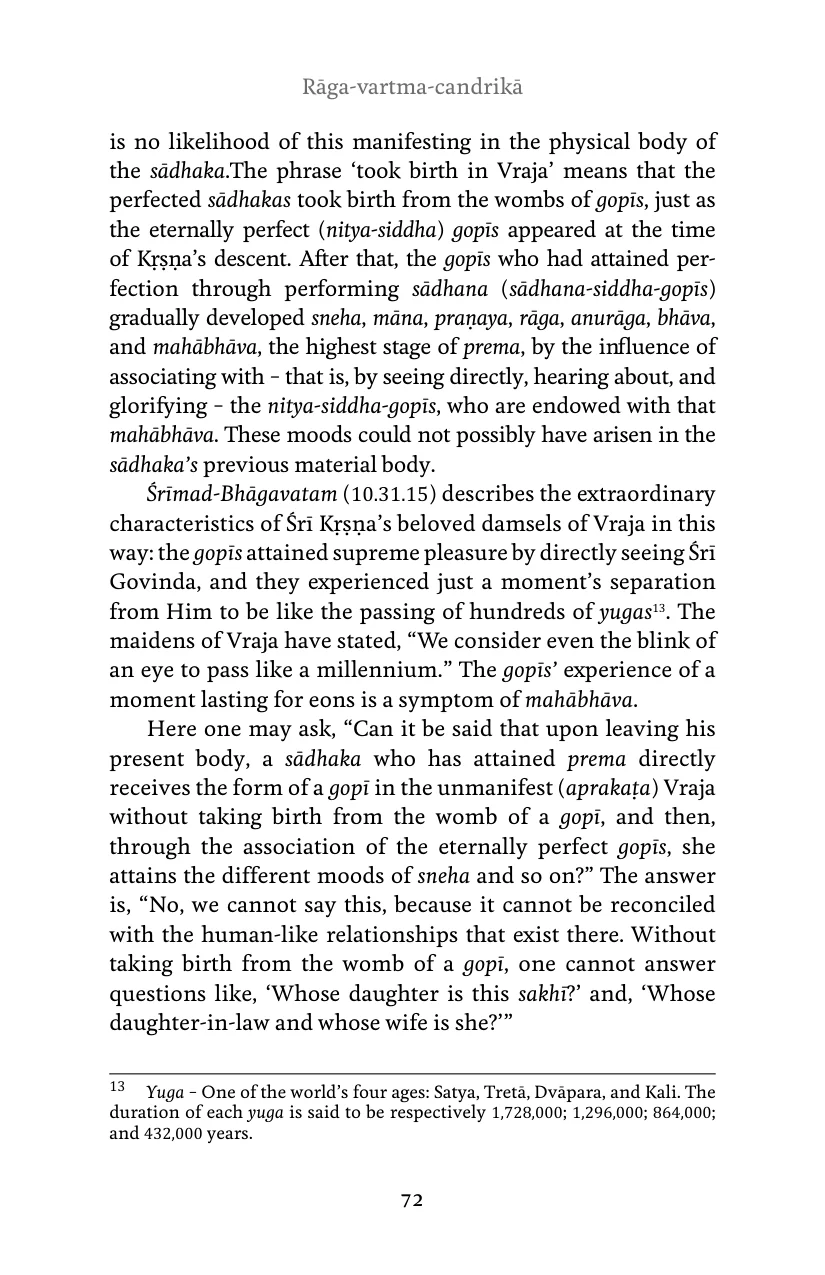 Rāga-vartma-candrikā
is no likelihood of this manifesting in the physical body of
the sādhaka.The phrase ‘took birth in Vraja’ means that the
perfected sādhakas took birth from the wombs of gopīs, just as
the eternally perfect (nitya-siddha) gopīs appeared at the time
of Kṛṣṇa’s descent. After that, the gopīs who had attained per-
fection through performing sādhana (sādhana-siddha-gopīs)
gradually developed sneha, māna, praṇaya, rāga, anurāga, bhāva,
and mahābhāva, the highest stage of prema, by the influence of
associating with – that is, by seeing directly, hearing about, and
glorifying – the nitya-siddha-gopīs, who are endowed with that
mahābhāva. These moods could not possibly have arisen in the
sādhaka’s previous material body.
Śrīmad-Bhāgavatam (10.31.15) describes the extraordinary
characteristics of Śrī Kṛṣṇa’s beloved damsels of Vraja in this
way: the gopīs attained supreme pleasure by directly seeing Śrī
Govinda, and they experienced just a moment’s separation
from Him to be like the passing of hundreds of yugas¹³. The
maidens of Vraja have stated, “We consider even the blink of
an eye to pass like a millennium.” The gopīs’ experience of a
moment lasting for eons is a symptom of mahābhāva.
Here one may ask, “Can it be said that upon leaving his
present body, a sādhaka who has attained prema directly
receives the form of a gopī in the unmanifest (aprakaṭa) Vraja
without taking birth from the womb of a gopī, and then,
through the association of the eternally perfect gopīs, she
attains the different moods of sneha and so on?” The answer
is, “No, we cannot say this, because it cannot be reconciled
with the human-like relationships that exist there. Without
taking birth from the womb of a gopī, one cannot answer
questions like, ‘Whose daughter is this sakhī?’ and, ‘Whose
daughter-in-law and whose wife is she?’”
13 Yuga – One of the world’s four ages: Satya, Tretā, Dvāpara, and Kali. The
duration of each yuga is said to be respectively 1,728,000; 1,296,000; 864,000;
and 432,000 years.
72